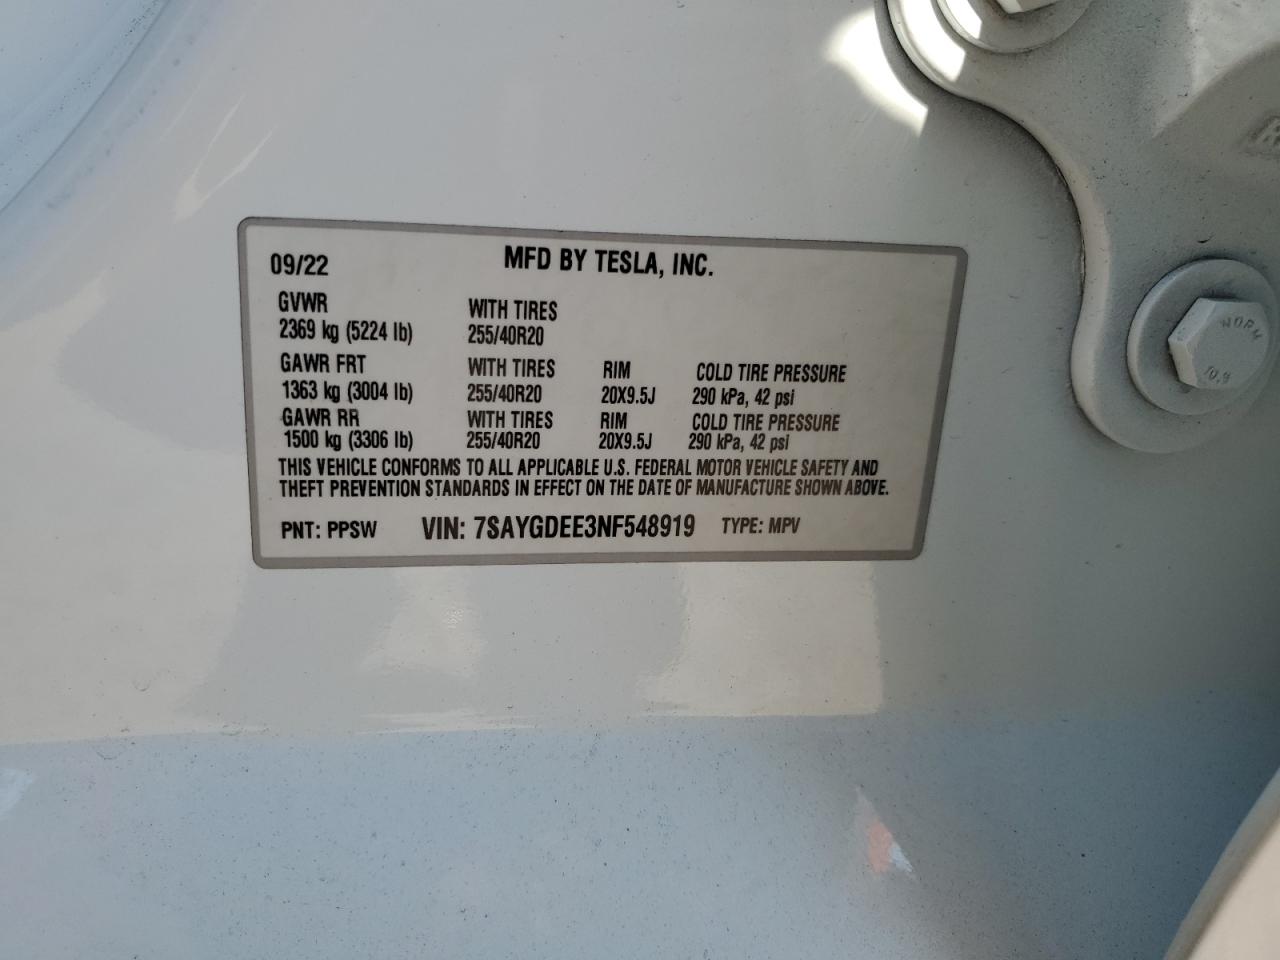 09/22 MFD BY TESLA, INC.
GVWR WITH TIRES
2369 kg (5224 lb) 255/40R20
GAWR FRT WITH TIRES RIM COLD TIRE PRESSURE
1363 kg (3004 lb) 255/40R20 20X9.5J 290 kPa, 42 psi
GAWR RR WITH TIRES RIM COLD TIRE PRESSURE
1500 kg (3306 lb) 255/40R20 20X9.5J 290 kPa, 42 psi
THIS VEHICLE CONFORMS TO ALL APPLICABLE U.S. FEDERAL MOTOR VEHICLE SAFETY AND
THEFT PREVENTION STANDARDS IN EFFECT ON THE DATE OF MANUFACTURE SHOWN ABOVE.
PNT: PPSW VIN: 7SAYGDEE3NF548919 TYPE: MPV
10.9